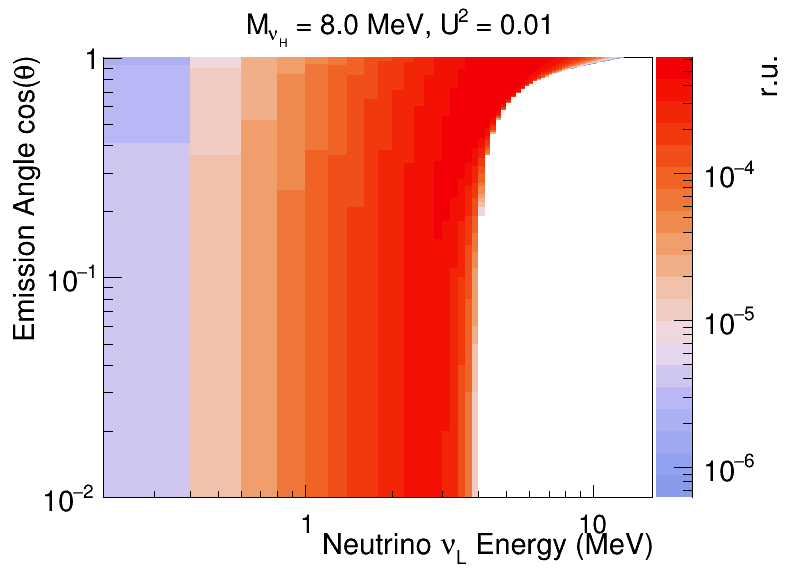 M_{ν_H} = 8.0 MeV, U² = 0.01
Emission Angle cos(θ)
1
10⁻¹
10⁻²
1
10
Neutrino ν_L Energy (MeV)
r.u.
10⁻⁴
10⁻⁵
10⁻⁶